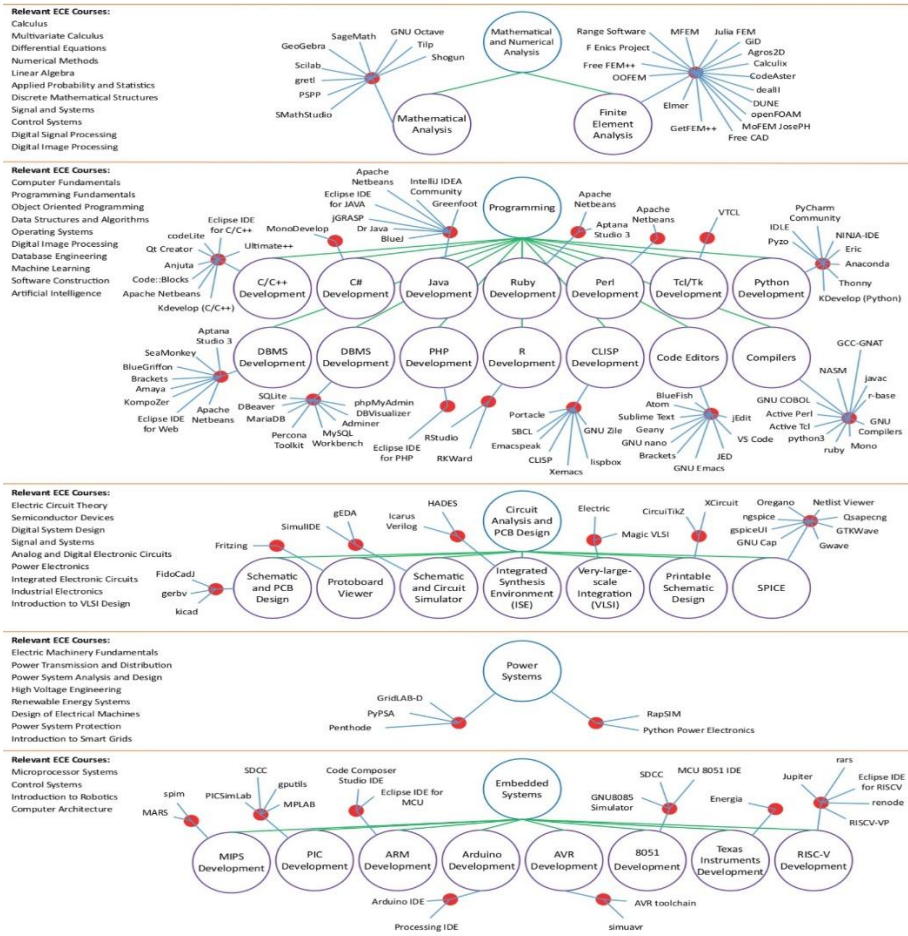 Relevant ECE Courses:
Calculus
Multivariate Calculus
Differential Equations
Numerical Methods
Linear Algebra
Applied Probability and Statistics
Discrete Mathematical Structures
Signal and Systems
Control Systems
Digital Signal Processing
Digital Image Processing
SageMath
GNU Octave
GeoGebra
Tilp
Scilab
Shogun
gretl
PSPP
SMathStudio
Mathematical
and Numerical
Analysis
Mathematical
Analysis
Finite
Element
Analysis
Range Software
MFEM
Julia FEM
F Enics Project
GiD
Agros2D
Free FEM++
Calculix
OOFEM
CodeAster
dealII
Elmer
DUNE
openFOAM
GetFEM++
MoFEM JosePH
Free CAD
Relevant ECE Courses:
Computer Fundamentals
Programming Fundamentals
Object Oriented Programming
Data Structures and Algorithms
Operating Systems
Digital Image Processing
Database Engineering
Machine Learning
Software Construction
Artificial Intelligence
Programming
Eclipse IDE
for C/C++
codeLite
Qt Creator
Ultimate++
Anjuta
Code::Blocks
Apache Netbeans
Kdevelop (C/C++)
MonoDevelop
Apache
Netbeans
IntelliJ IDEA
Community
Eclipse IDE
for JAVA
Greenfoot
jGRASP
Dr Java
BlueJ
Apache
Netbeans
Aptana
Studio 3
Apache
Netbeans
VTCL
PyCharm
Community
IDLE
NINJA-IDE
Pyzo
Eric
Anaconda
Thonny
KDevelop (Python)
C/C++
Development
C#
Development
Java
Development
Ruby
Development
Perl
Development
Tcl/Tk
Development
Python
Development
DBMS
Development
DBMS
Development
PHP
Development
R
Development
CLISP
Development
Code Editors
Compilers
Aptana
Studio 3
SeaMonkey
BlueGriffon
Brackets
Amaya
KompoZer
Eclipse IDE
for Web
Apache
Netbeans
SQLite
DBeaver
MariaDB
Percona
Toolkit
MySQL
Workbench
phpMyAdmin
DBVisualizer
Adminer
Eclipse IDE
for PHP
RStudio
RKWard
Portacle
SBCL
Emacspeak
CLISP
Xemacs
GNU Zile
lispbox
BlueFish
Atom
Sublime Text
Geany
GNU nano
Brackets
GNU Emacs
jEdit
VS Code
JED
GCC-GNAT
NASM
javac
GNU COBOL
r-base
Active Perl
GNU
Compilers
Active Tcl
python3
Mono
ruby
Relevant ECE Courses:
Electric Circuit Theory
Semiconductor Devices
Digital System Design
Signal and Systems
Analog and Digital Electronic Circuits
Power Electronics
Integrated Electronic Circuits
Industrial Electronics
Introduction to VLSI Design
Circuit
Analysis and
PCB Design
FidoCadJ
gerbv
kicad
Fritzing
SimulIDE
gEDA
HADES
Icarus
Verilog
Electric
Magic VLSI
CircuiTikZ
XCircuit
Oregano
Netlist Viewer
ngspice
Qsapecng
gspiceUI
GTKWave
GNU Cap
Gwave
Schematic
and PCB
Design
Protoboard
Viewer
Schematic
and Circuit
Simulator
Integrated
Synthesis
Environment
(ISE)
Very-large-
scale
Integration
(VLSI)
Printable
Schematic
Design
SPICE
Relevant ECE Courses:
Electric Machinery Fundamentals
Power Transmission and Distribution
Power System Analysis and Design
High Voltage Engineering
Renewable Energy Systems
Design of Electrical Machines
Power System Protection
Introduction to Smart Grids
Power
Systems
GridLAB-D
PyPSA
Penthode
RapSIM
Python Power Electronics
Relevant ECE Courses:
Microprocessor Systems
Control Systems
Introduction to Robotics
Computer Architecture
Embedded
Systems
spim
MARS
SDCC
gputils
PICSimLab
MPLAB
Code Composer
Studio IDE
Eclipse IDE for
MCU
SDCC
MCU 8051 IDE
GNU8085
Simulator
Energia
rars
Jupiter
Eclipse IDE
for RISCV
renode
RISCV-VP
MIPS
Development
PIC
Development
ARM
Development
Arduino
Development
AVR
Development
8051
Development
Texas
Instruments
Development
RISC-V
Development
Arduino IDE
Processing IDE
AVR toolchain
simuavr